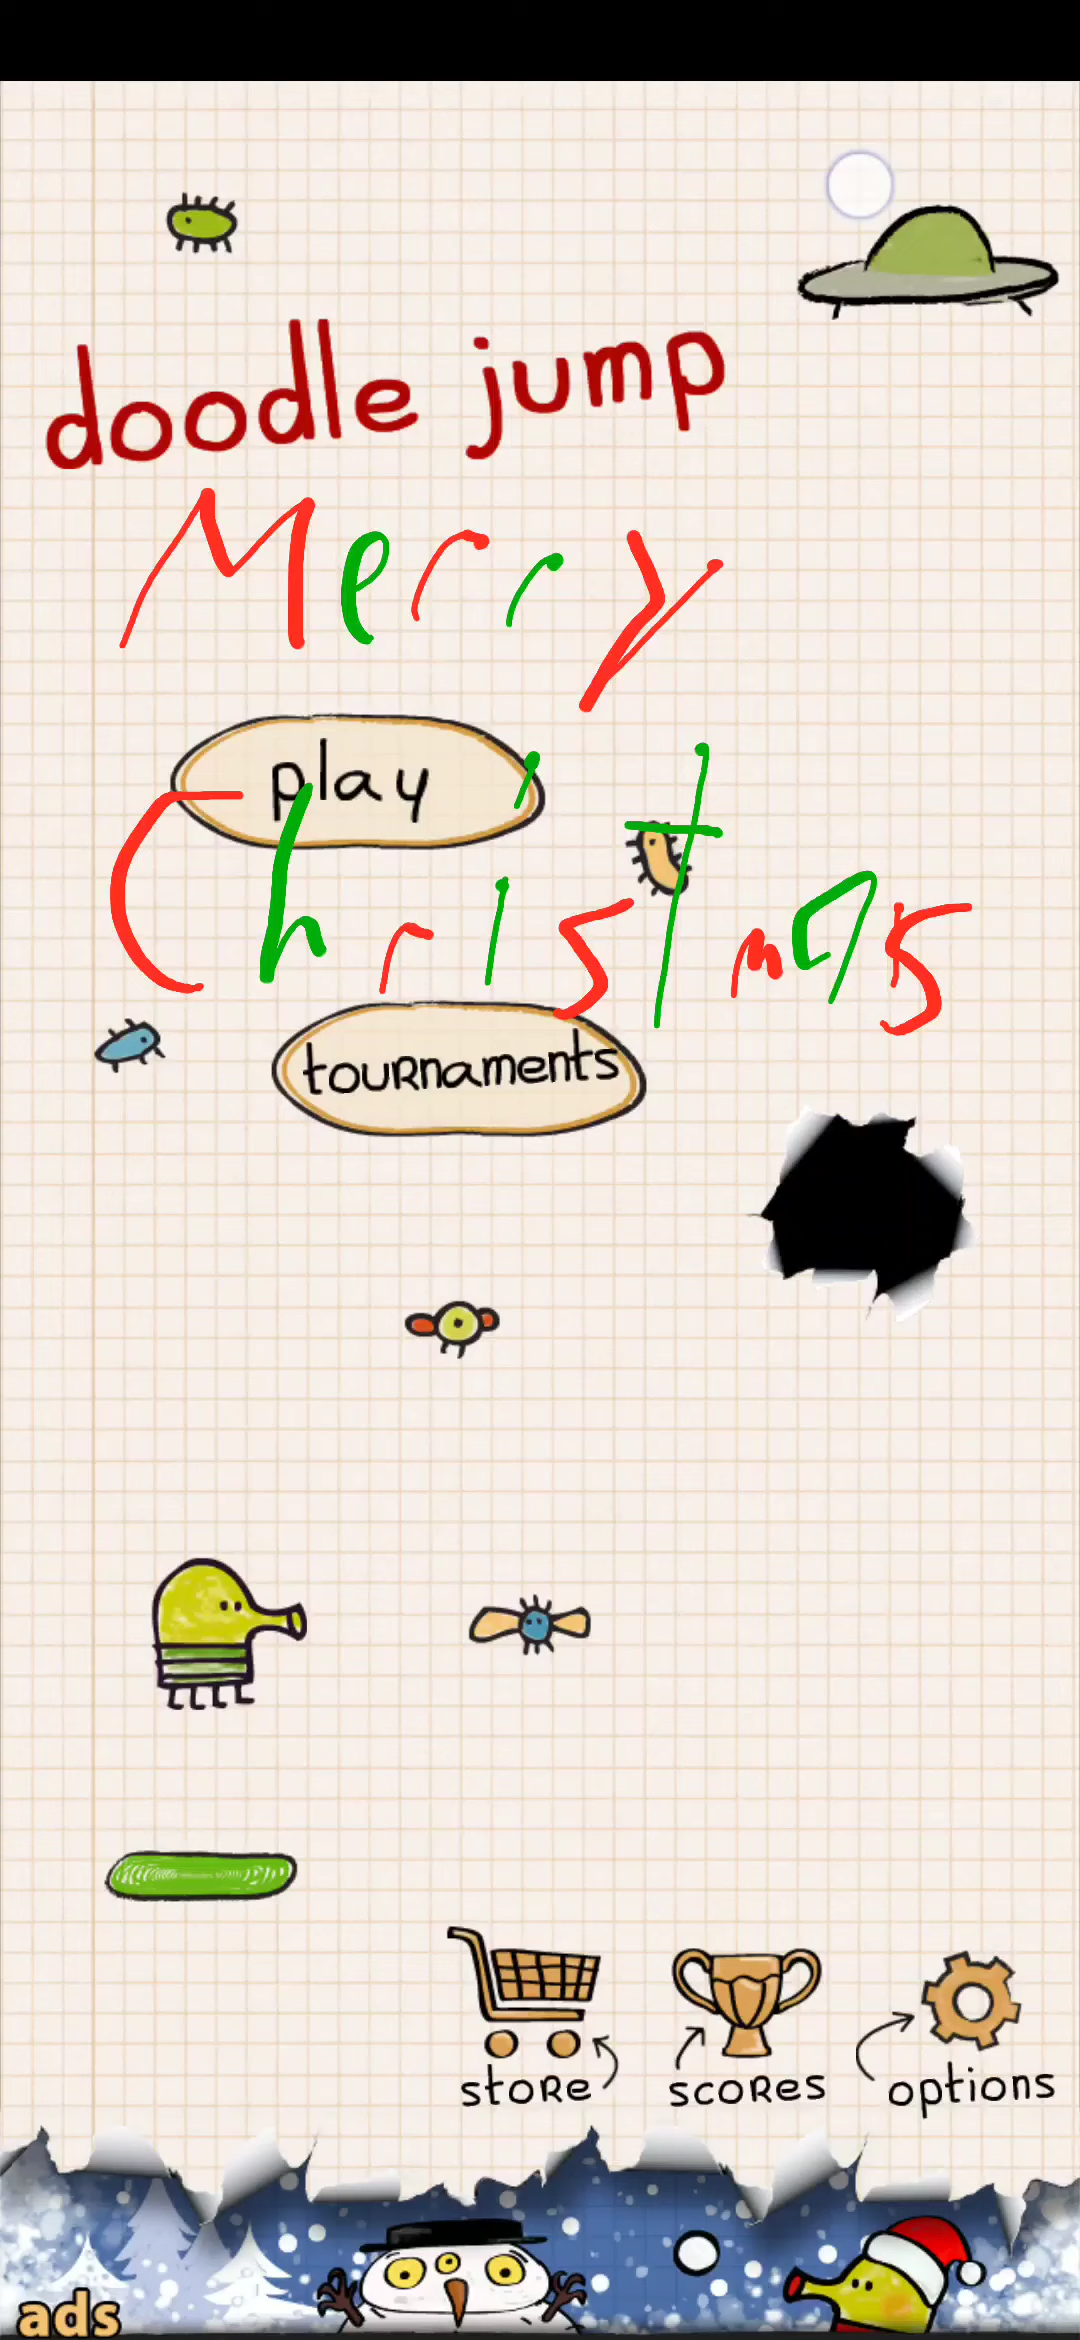 doodle jump
Merry
play
Christmas
tournaments
store
scores
options
ads